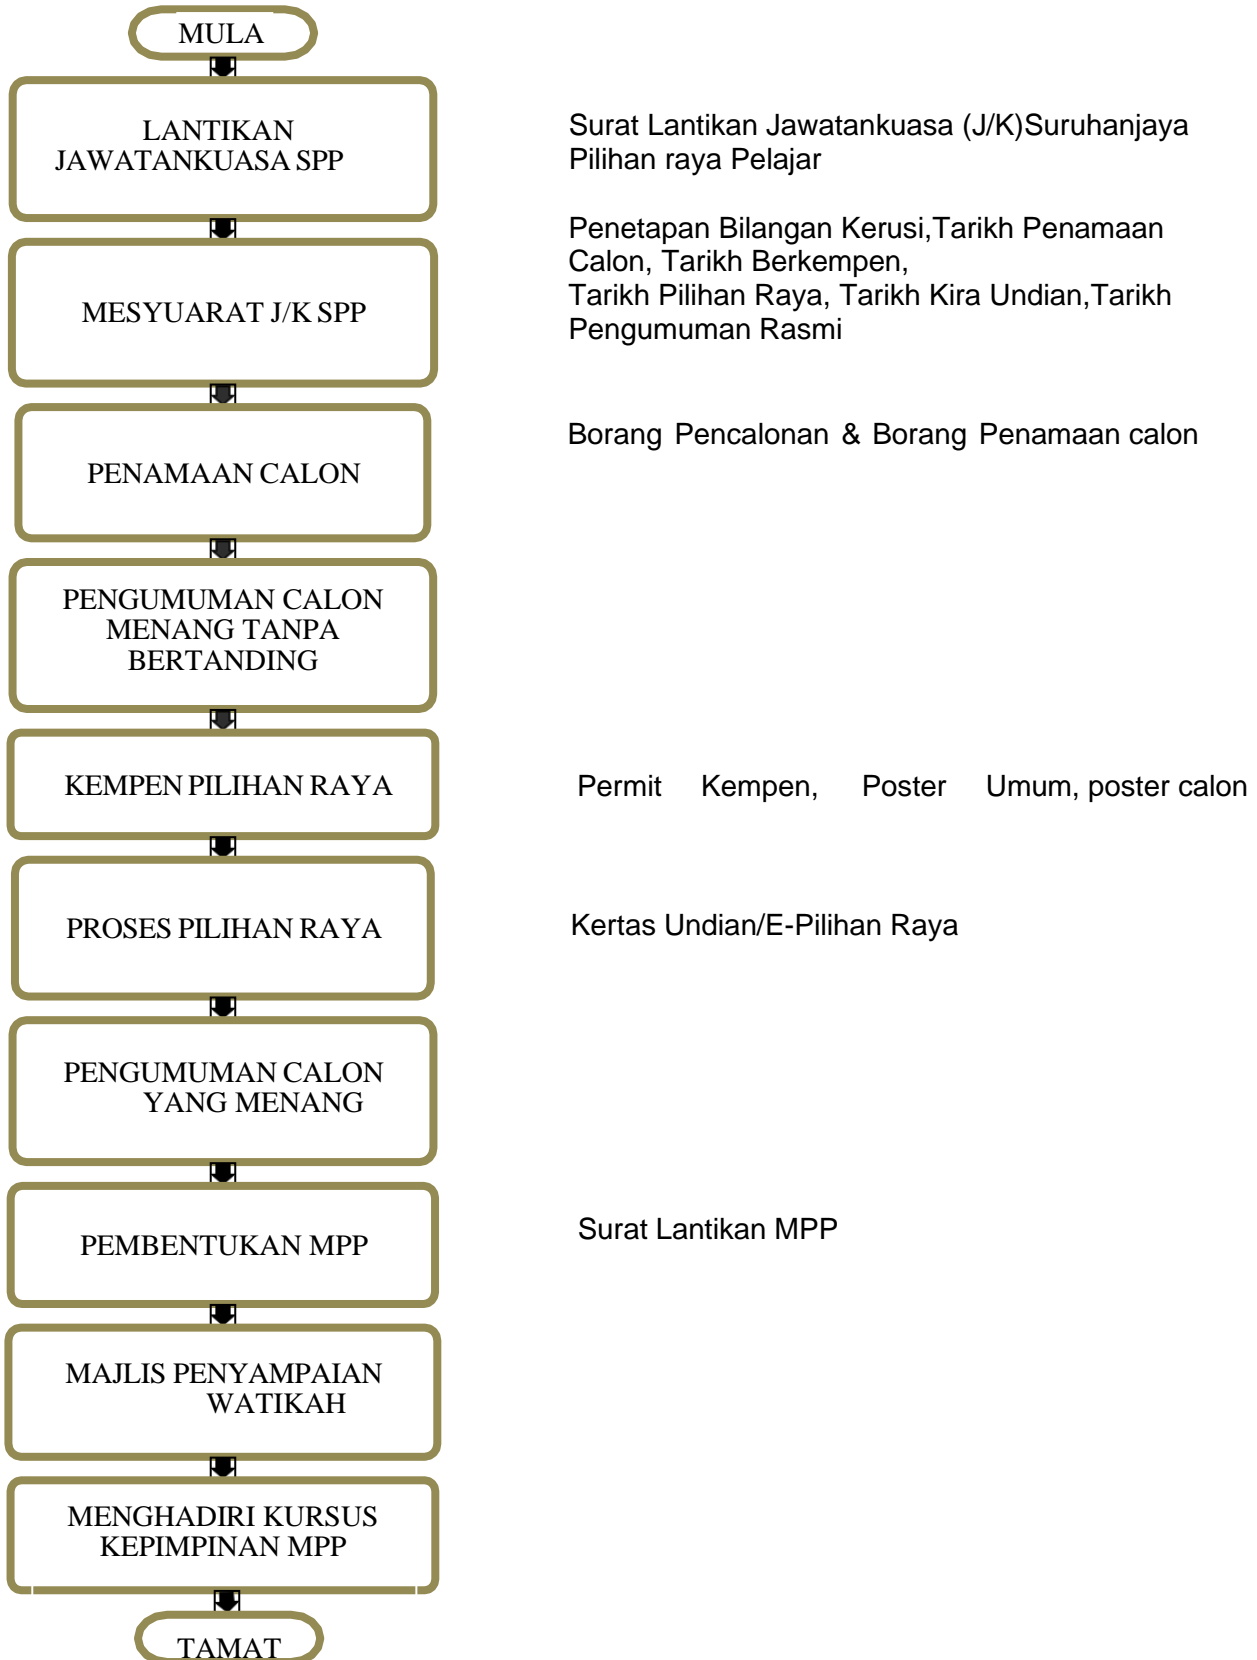 MULA
LANTIKAN
JAWATANKUASA SPP
Surat Lantikan Jawatankuasa (J/K)Suruhanjaya
Pilihan raya Pelajar
MESYUARAT J/K SPP
Penetapan Bilangan Kerusi,Tarikh Penamaan
Calon, Tarikh Berkempen,
Tarikh Pilihan Raya, Tarikh Kira Undian,Tarikh
Pengumuman Rasmi
PENAMAAN CALON
Borang Pencalonan & Borang Penamaan calon
PENGUMUMAN CALON
MENANG TANPA
BERTANDING
KEMPEN PILIHAN RAYA
Permit Kempen, Poster Umum, poster calon
PROSES PILIHAN RAYA
Kertas Undian/E-Pilihan Raya
PENGUMUMAN CALON
YANG MENANG
PEMBENTUKAN MPP
Surat Lantikan MPP
MAJLIS PENYAMPAIAN
WATIKAH
MENGHADIRI KURSUS
KEPIMPINAN MPP
TAMAT